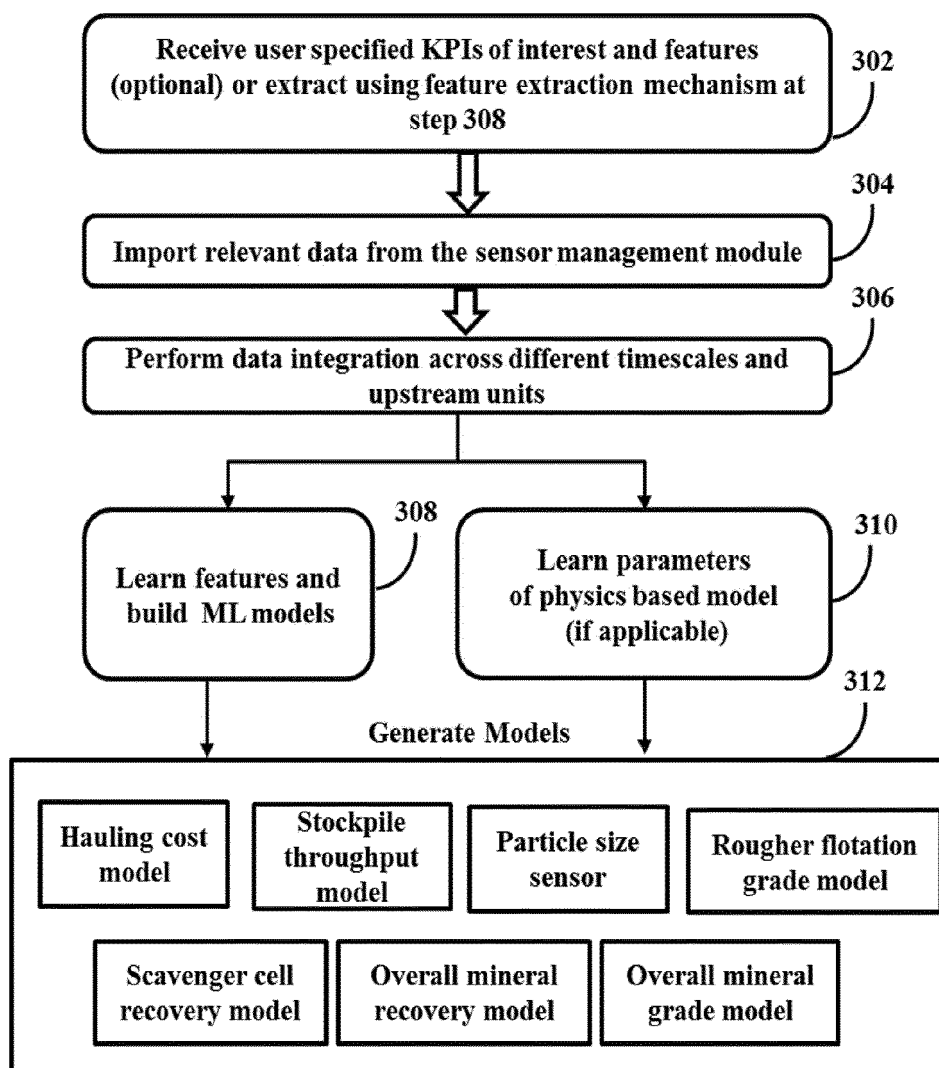 Receive user specified KPIs of interest and features
(optional) or extract using feature extraction mechanism at
step 308
302
304
Import relevant data from the sensor management module
306
Perform data integration across different timescales and
upstream units
308
Learn features and
build ML models
310
Learn parameters
of physics based model
(if applicable)
312
Generate Models
Hauling cost
model
Stockpile
throughput
model
Particle size
sensor
Rougher flotation
grade model
Scavenger cell
recovery model
Overall mineral
recovery model
Overall mineral
grade model